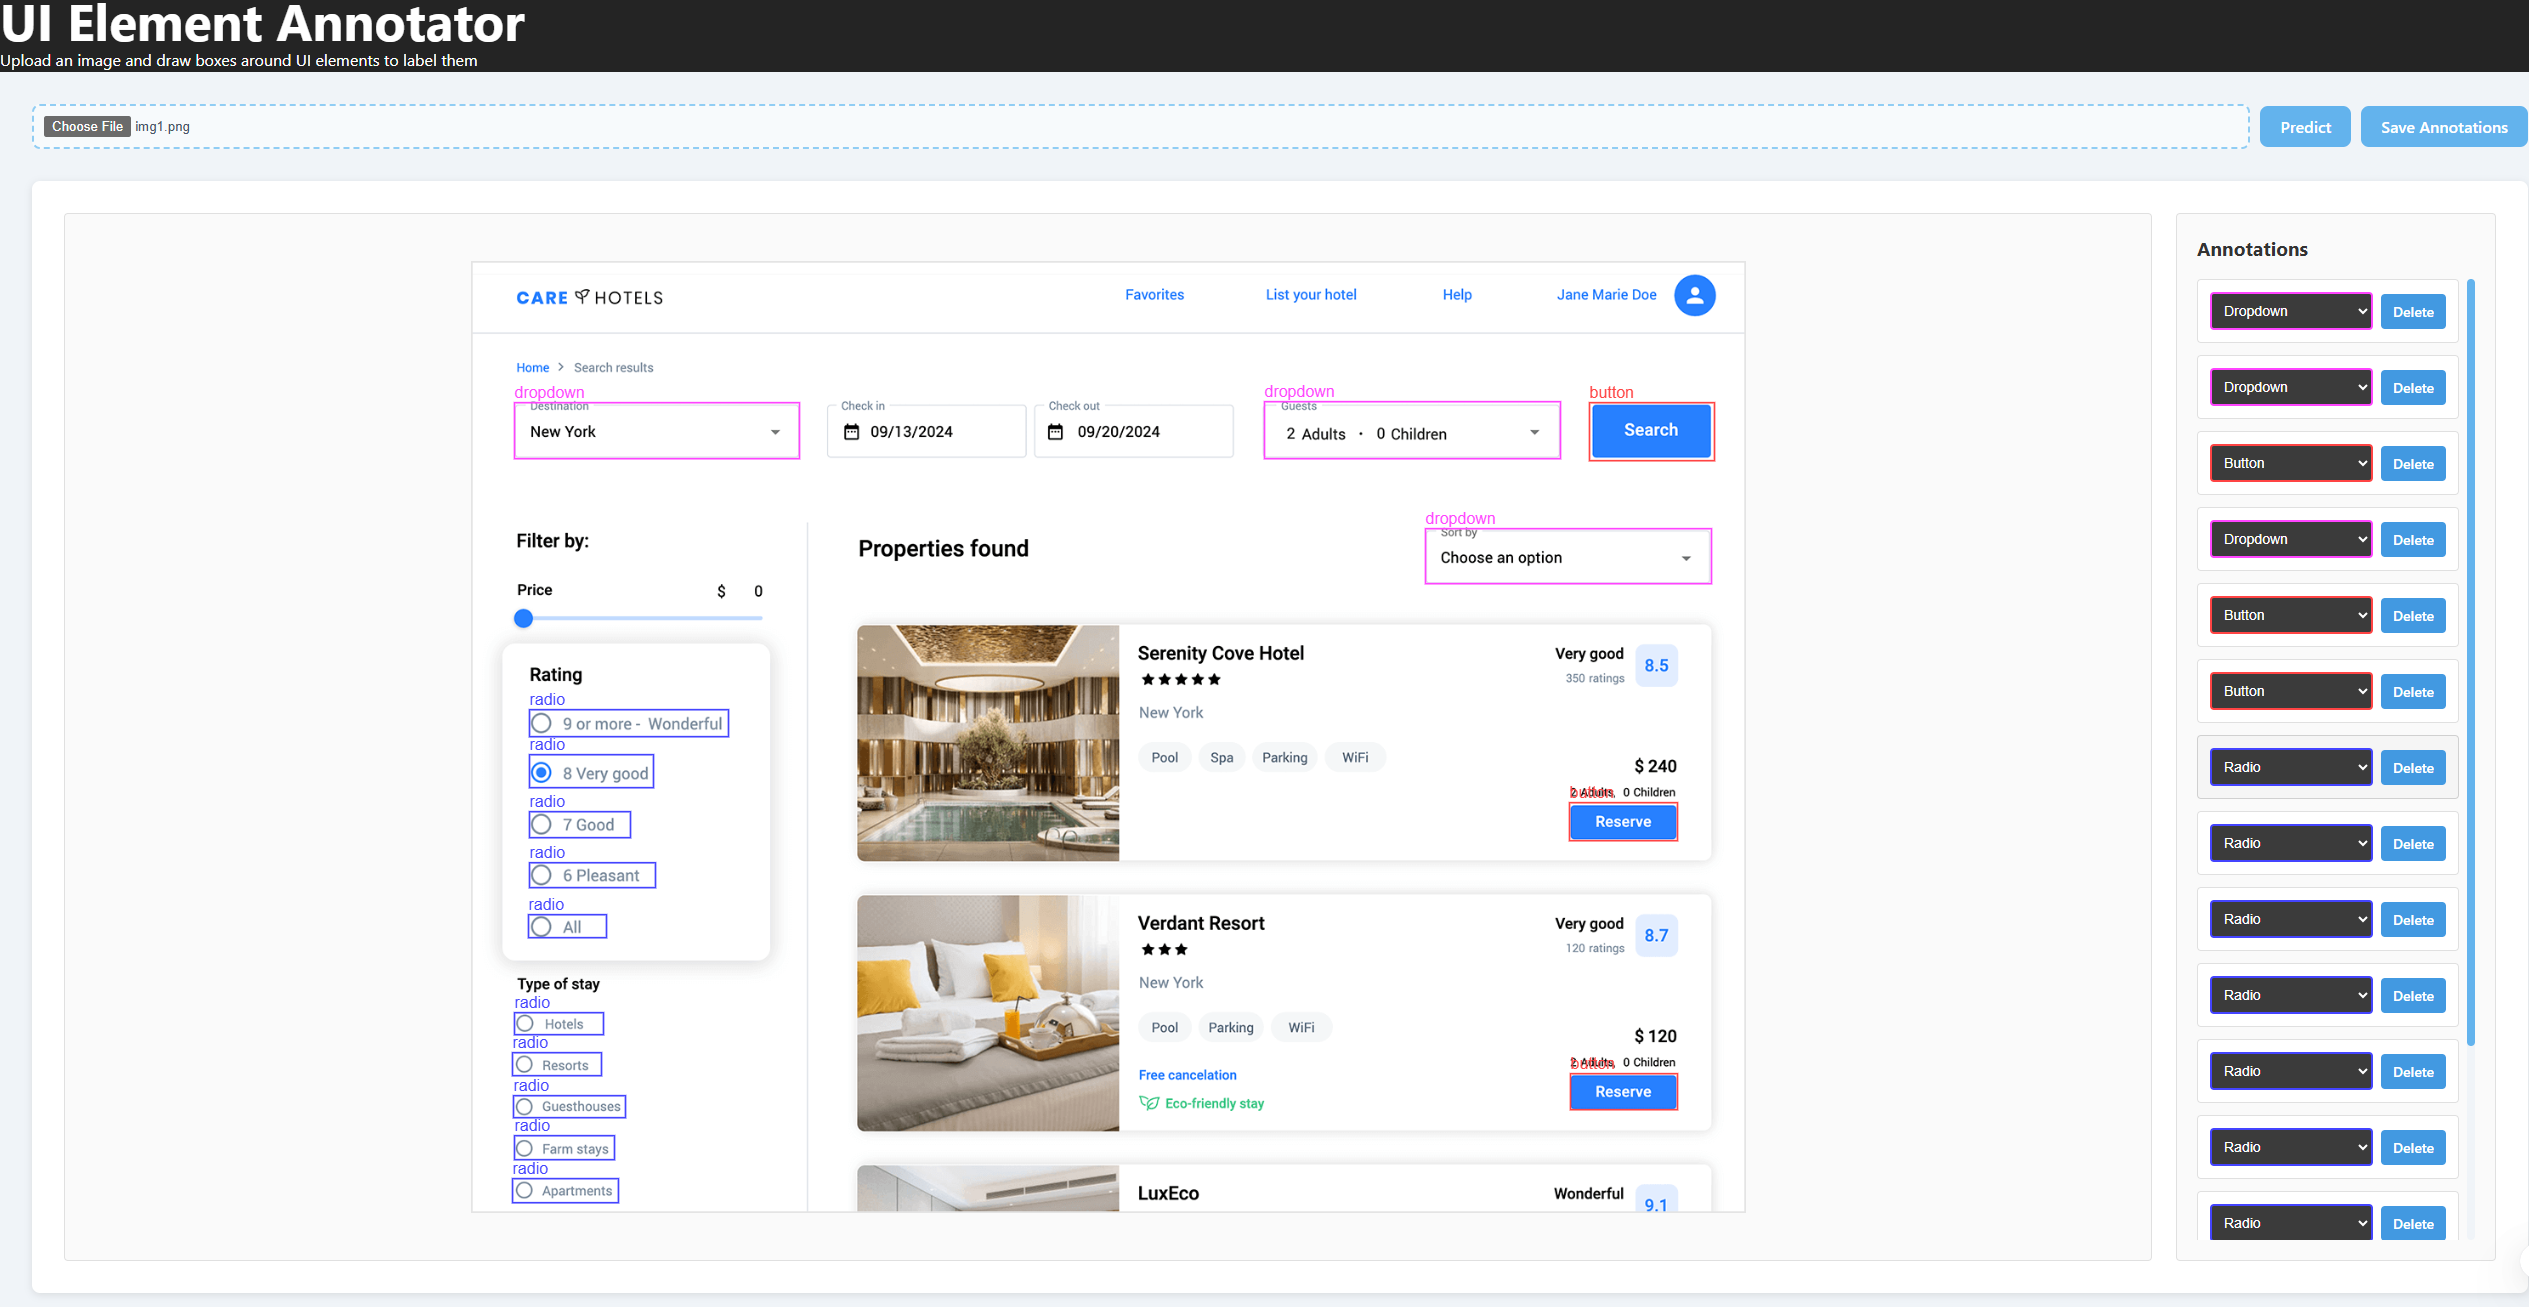 UI Element Annotator
Upload an image and draw boxes around UI elements to label them
Choose File img1.png
Predict
Save Annotations
CARE HOTELS
Favorites
List your hotel
Help
Jane Marie Doe
Home > Search results
dropdown
Destination
New York
Check in
09/13/2024
Check out
09/20/2024
dropdown
Guests
2 Adults · 0 Children
button
Search
Filter by:
Price $ 0
Rating
radio
9 or more - Wonderful
radio
8 Very good
radio
7 Good
radio
6 Pleasant
radio
All
Type of stay
radio
Hotels
radio
Resorts
radio
Guesthouses
radio
Farm stays
radio
Apartments
Properties found
dropdown
Sort by
Choose an option
Serenity Cove Hotel
Very good
350 ratings
8.5
New York
Pool Spa Parking WiFi
$ 240
2 Adults 0 Children
button
Reserve
Verdant Resort
Very good
120 ratings
8.7
New York
Pool Parking WiFi
$ 120
2 Adults 0 Children
button
Free cancelation
Reserve
Eco-friendly stay
LuxEco
Wonderful
9.1
Annotations
Dropdown Delete
Dropdown Delete
Button Delete
Dropdown Delete
Button Delete
Button Delete
Radio Delete
Radio Delete
Radio Delete
Radio Delete
Radio Delete
Radio Delete
Radio Delete